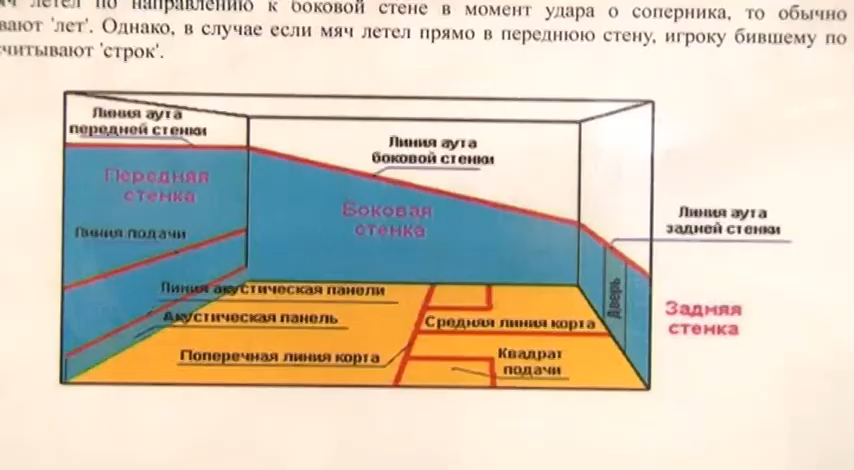 летел по направлению к боковой стене в момент удара о соперника, то обычно
вают 'лет'. Однако, в случае если мяч летел прямо в переднюю стену, игроку бившему по
читывают 'строк'.
Линия аута
передней стенки
Линия аута
боковой стенки
Передняя
стенка
Боковая
стенка
Линия аута
задней стенки
Линия подачи
Линия акустическая панели
Дверь
Акустическая панель
Средняя линия корта
Задняя
стенка
Поперечная линия корта
Квадрат
подачи